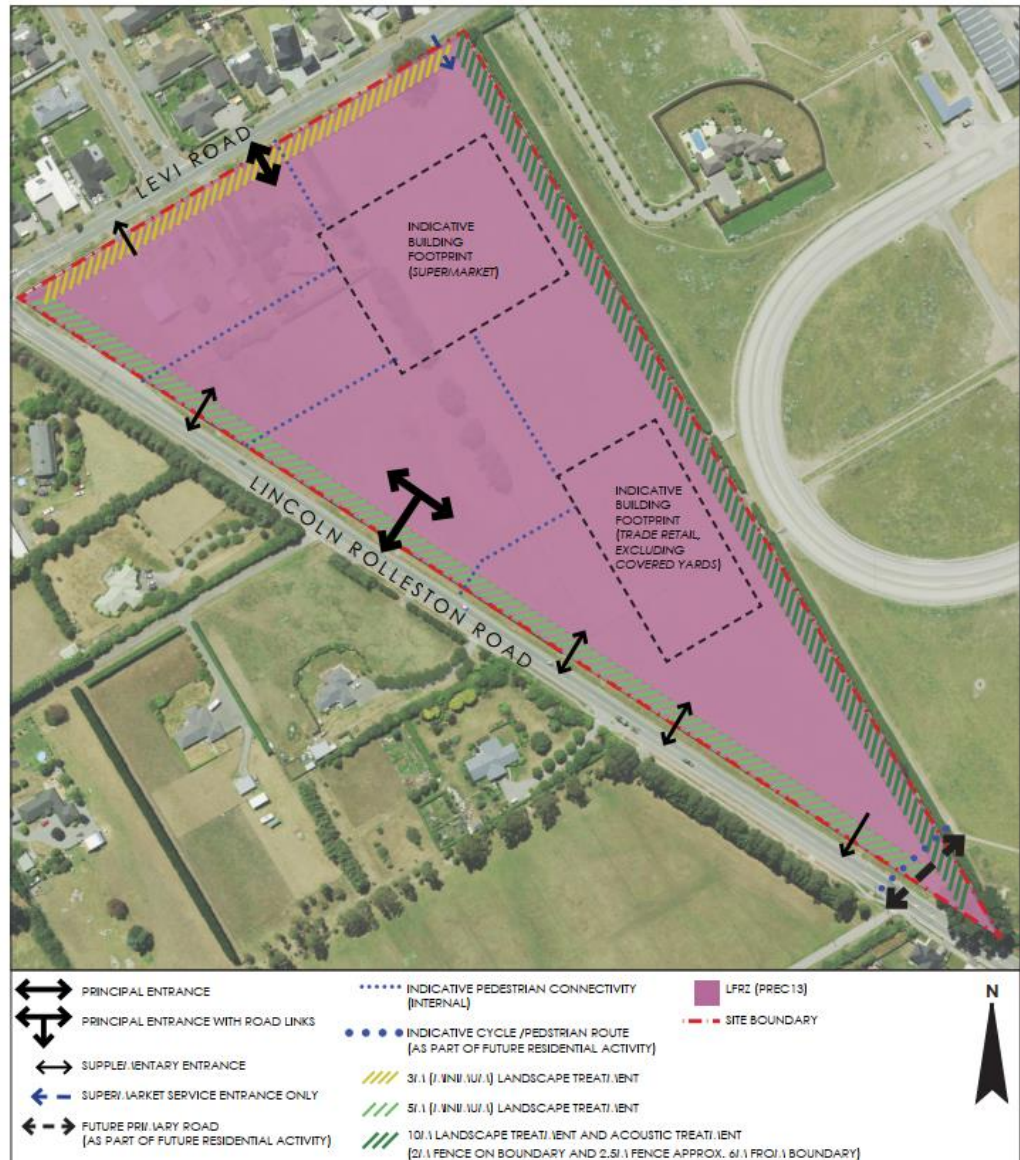 LEVI ROAD
INDICATIVE
BUILDING
FOOTPRINT
(SUPERMARKET)
LINCOLN ROLLESTON ROAD
INDICATIVE
BUILDING
FOOTPRINT
(TRADE RETAIL,
EXCLUDING
COVERED YARDS)
PRINCIPAL ENTRANCE
PRINCIPAL ENTRANCE WITH ROAD LINKS
SUPPLEMENTARY ENTRANCE
SUPERMARKET SERVICE ENTRANCE ONLY
FUTURE PRIMARY ROAD
(AS PART OF FUTURE RESIDENTIAL ACTIVITY)
INDICATIVE PEDESTRIAN CONNECTIVITY
(INTERNAL)
INDICATIVE CYCLE /PEDSTRIAN ROUTE
(AS PART OF FUTURE RESIDENTIAL ACTIVITY)
3M (MINIMUM) LANDSCAPE TREATMENT
5M (MINIMUM) LANDSCAPE TREATMENT
10M LANDSCAPE TREATMENT AND ACOUSTIC TREATMENT
(2M FENCE ON BOUNDARY AND 2.5M FENCE APPROX. 6M FROM BOUNDARY)
LFRZ (PREC13)
SITE BOUNDARY
N